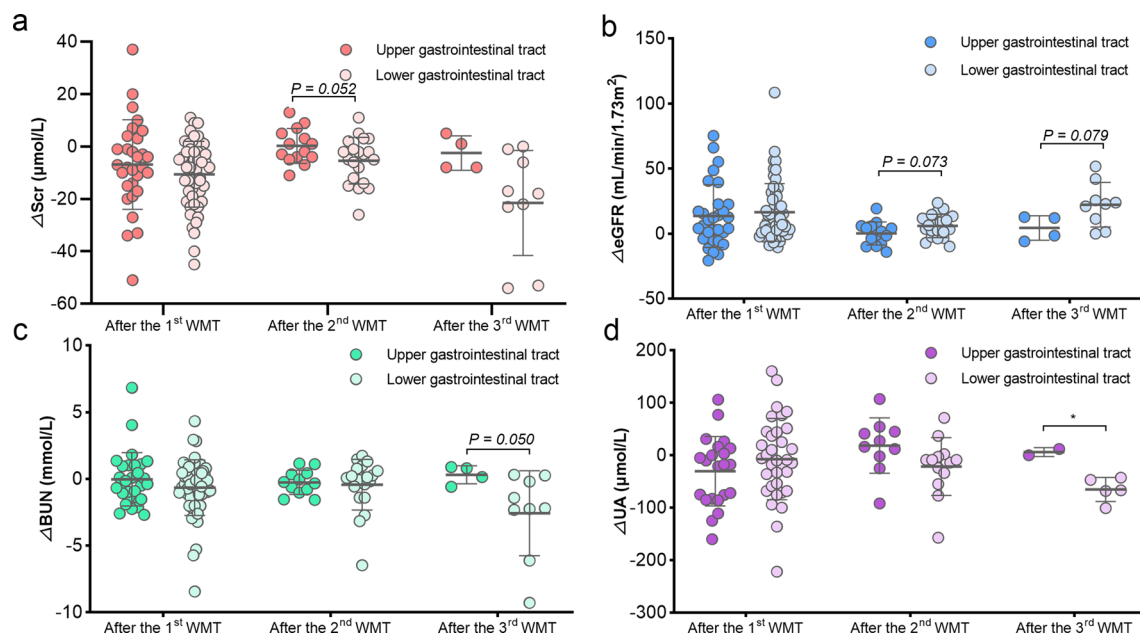 a
ΔScr (μmol/L)
40
20
0
-20
-40
-60
Upper gastrointestinal tract
Lower gastrointestinal tract
P = 0.052
After the 1st WMT
After the 2nd WMT
After the 3rd WMT
b
ΔeGFR (mL/min/1.73m²)
150
100
50
0
-50
Upper gastrointestinal tract
Lower gastrointestinal tract
P = 0.073
P = 0.079
After the 1st WMT
After the 2nd WMT
After the 3rd WMT
c
ΔBUN (mmol/L)
10
5
0
-5
-10
Upper gastrointestinal tract
Lower gastrointestinal tract
P = 0.050
After the 1st WMT
After the 2nd WMT
After the 3rd WMT
d
ΔUA (μmol/L)
200
100
0
-100
-200
-300
Upper gastrointestinal tract
Lower gastrointestinal tract
*
After the 1st WMT
After the 2nd WMT
After the 3rd WMT